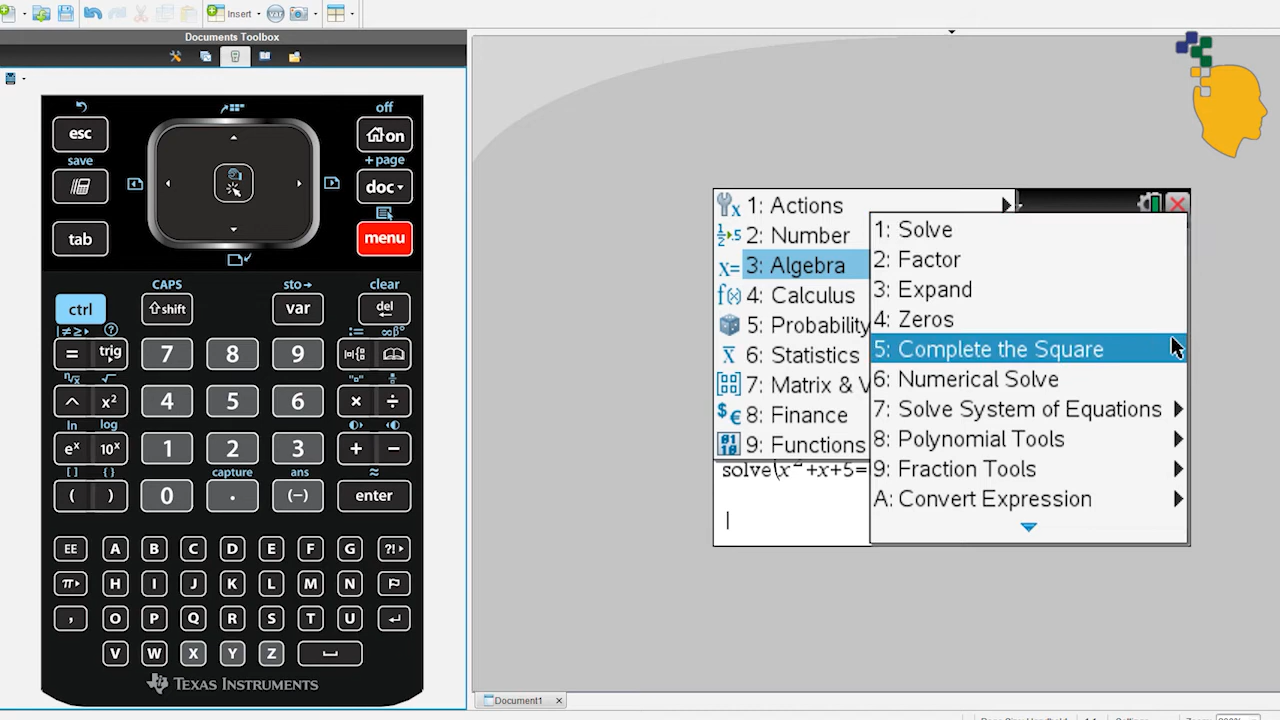 Insert
Documents Toolbox
off
esc
on
save
+ page
doc
tab
menu
CAPS
sto▸
clear
ctrl
⇧shift
var
del
=
trig
7
8
9
^
x²
4
5
6
×
÷
ln
log
eˣ
10ˣ
1
2
3
+
−
[ ]
{ }
capture
ans
≈
(
)
0
.
(−)
enter
EE
A
B
C
D
E
F
G
?!▸
π▸
H
I
J
K
L
M
N
,
O
P
Q
R
S
T
U
V
W
X
Y
Z
TEXAS INSTRUMENTS
1: Actions
2: Number
3: Algebra
4: Calculus
5: Probability
6: Statistics
7: Matrix & V
8: Finance
9: Functions
1: Solve
2: Factor
3: Expand
4: Zeros
5: Complete the Square
6: Numerical Solve
7: Solve System of Equations
8: Polynomial Tools
9: Fraction Tools
A: Convert Expression
solve(x²+x+5=
Document1